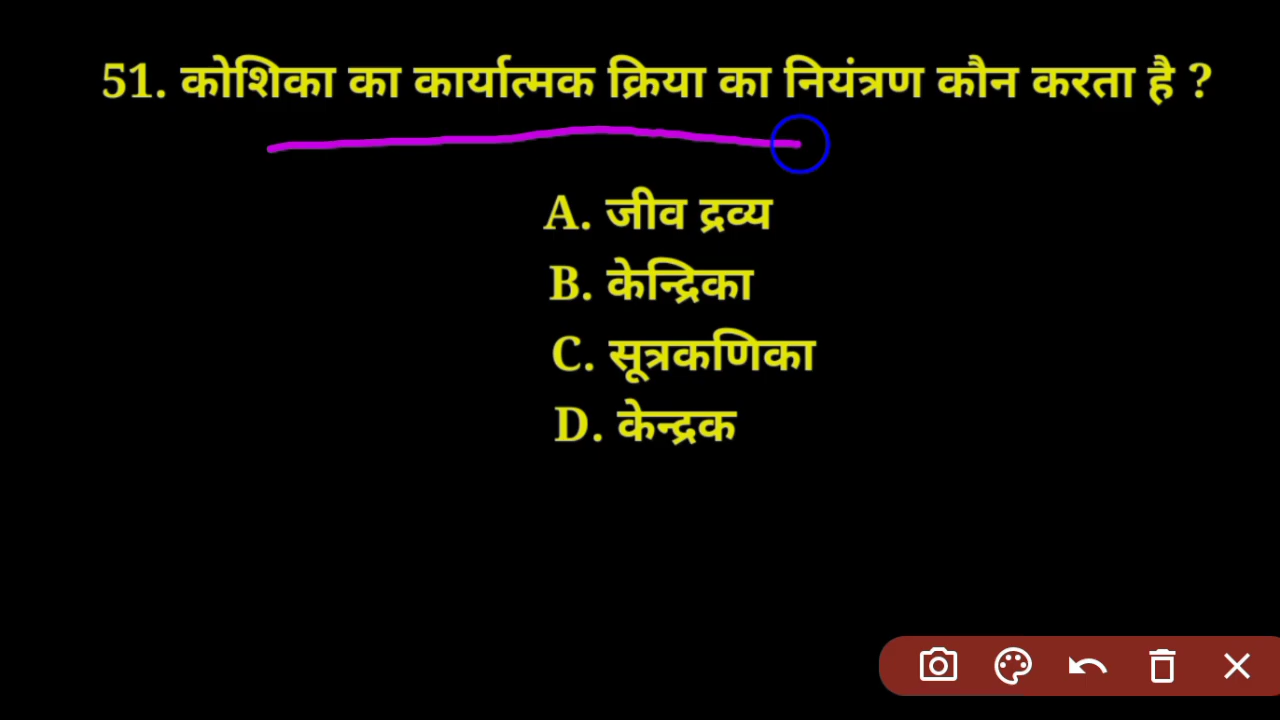 51. कोशिका का कार्यात्मक क्रिया का नियंत्रण कौन करता है ?
A. जीव द्रव्य
B. केन्द्रिका
C. सूत्रकणिका
D. केन्द्रक